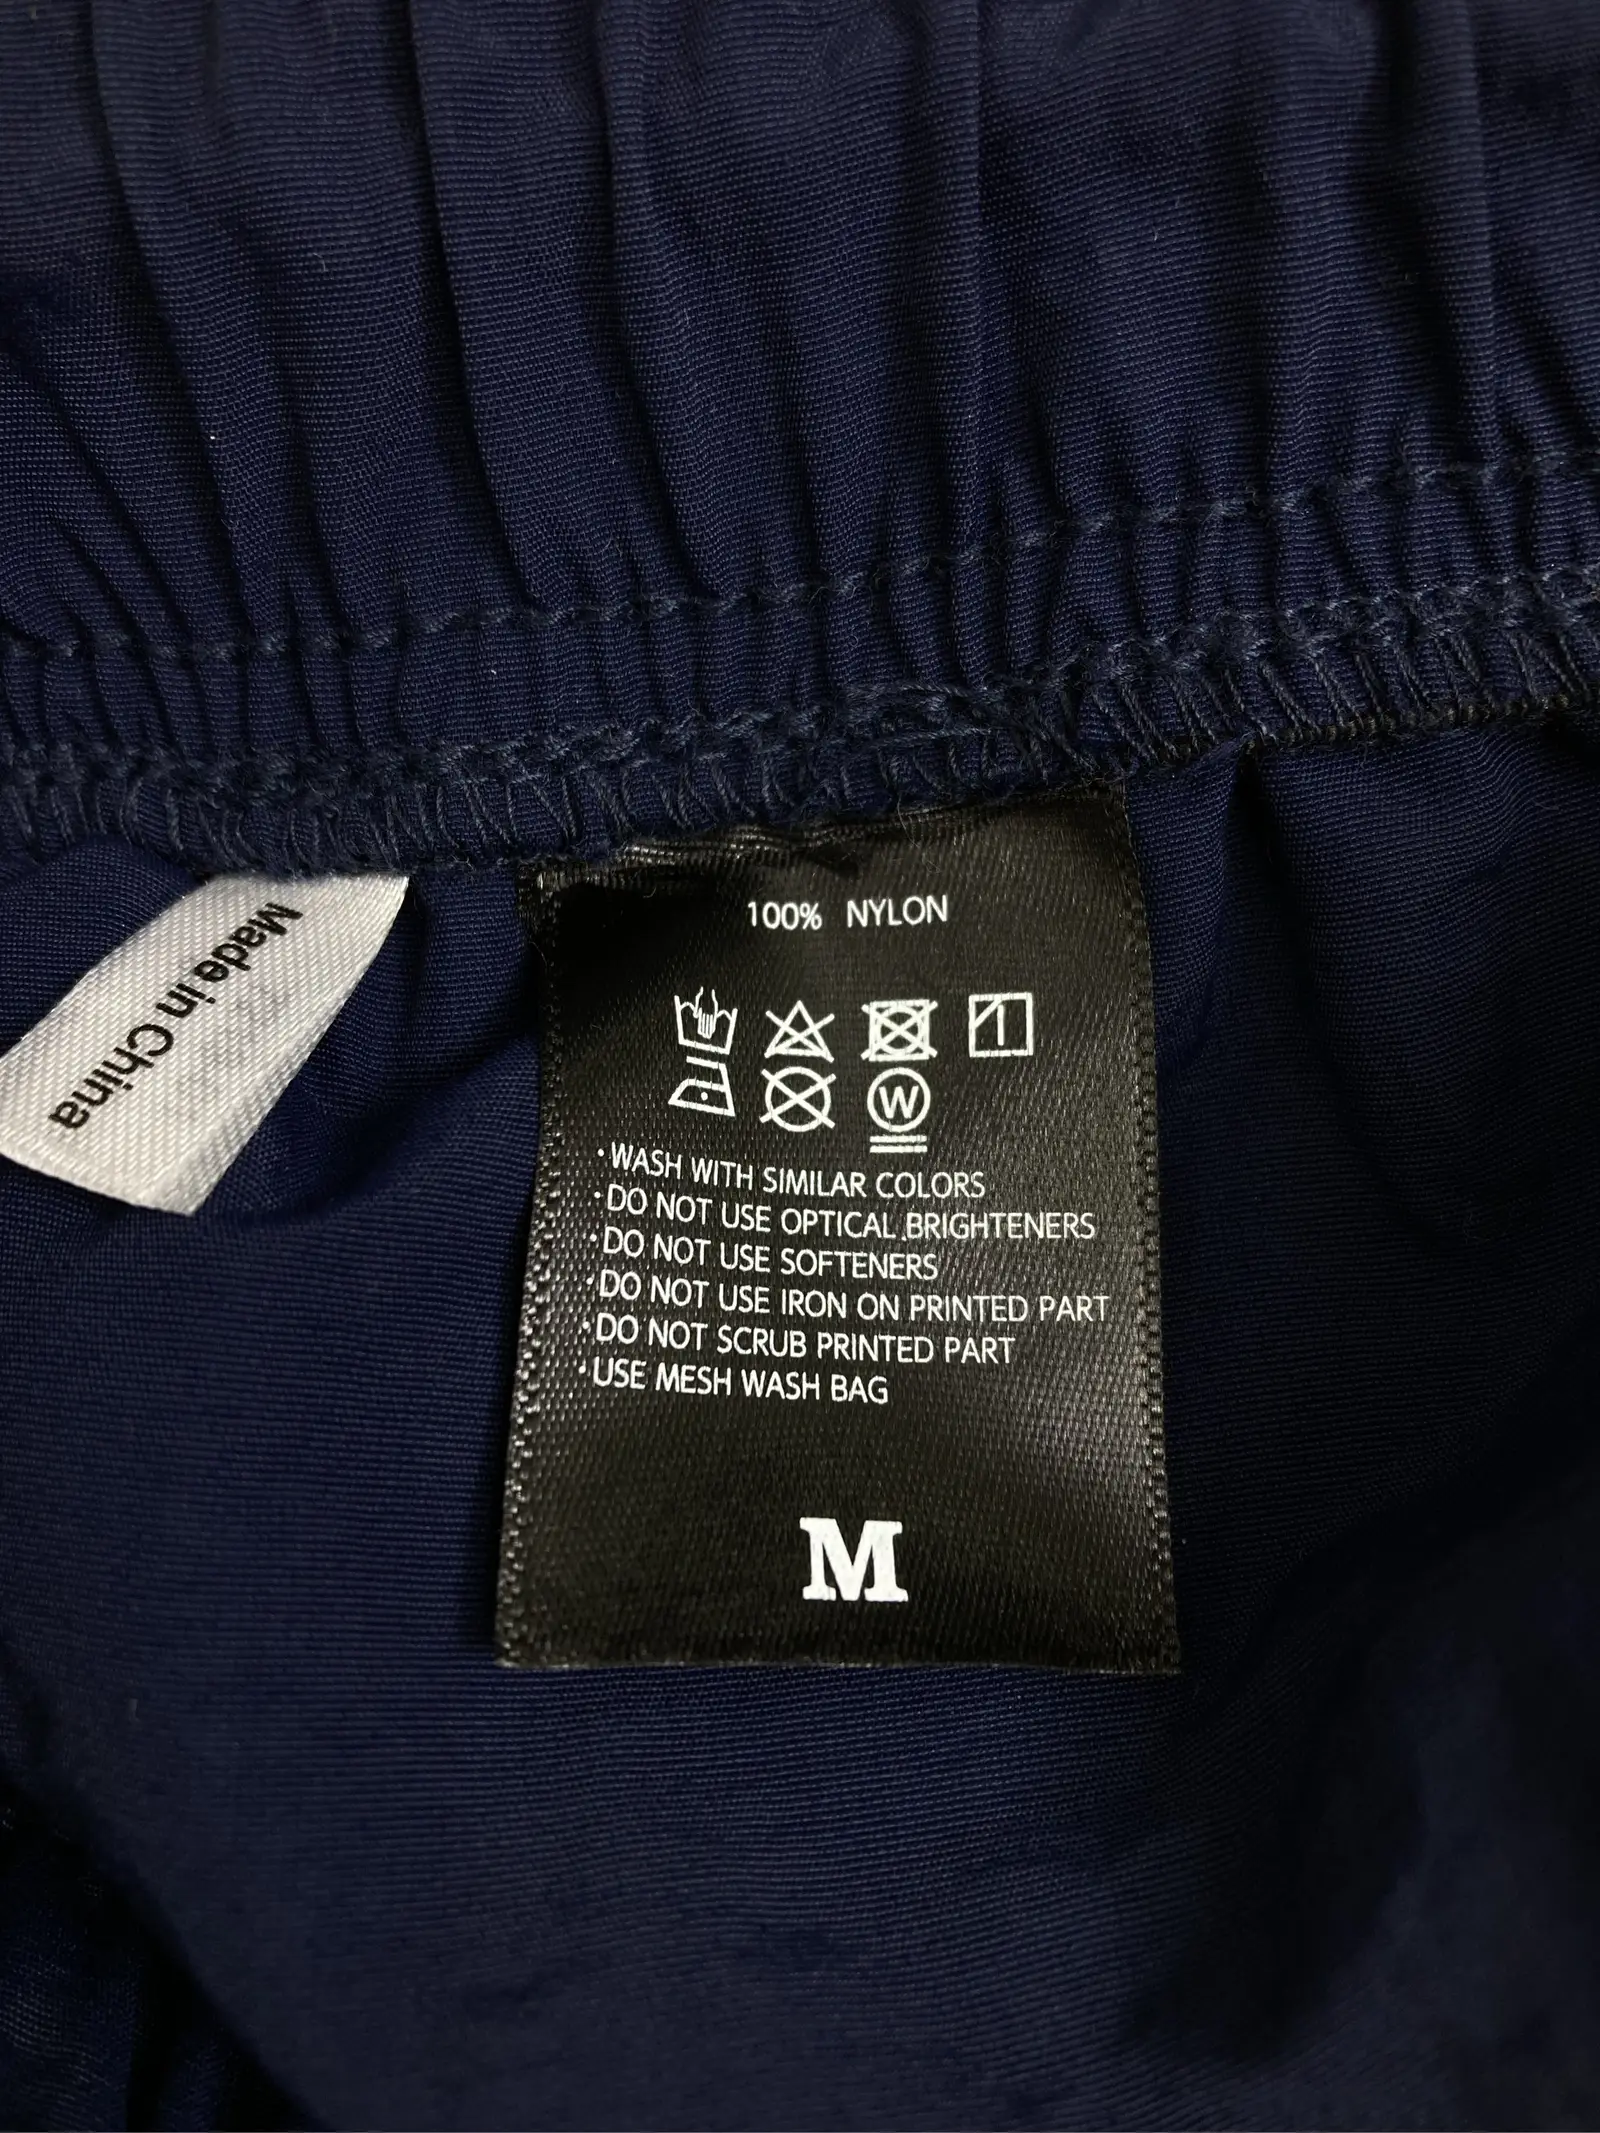 Made in China
100% NYLON
W
·WASH WITH SIMILAR COLORS
·DO NOT USE OPTICAL BRIGHTENERS
·DO NOT USE SOFTENERS
·DO NOT USE IRON ON PRINTED PART
·DO NOT SCRUB PRINTED PART
·USE MESH WASH BAG
M